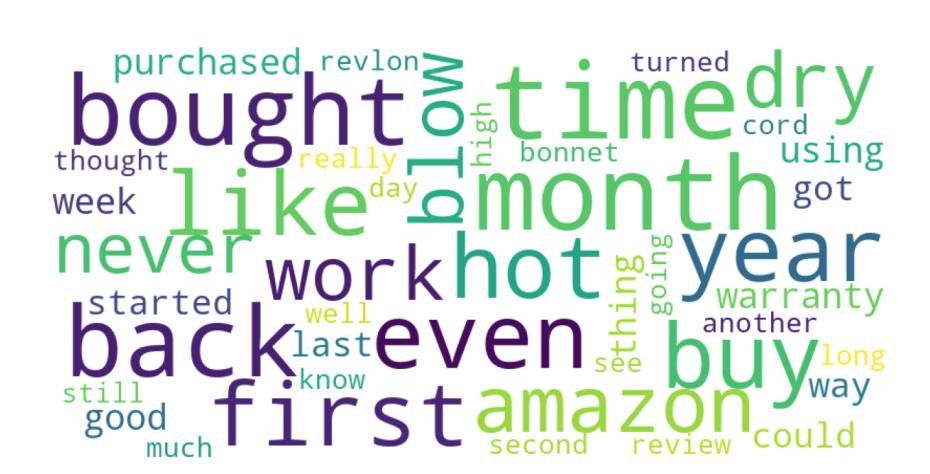 purchased revlon blow turned dry
bought time cord
thought really high bonnet using
week like day month got
never work hot thing going year
started well warranty
back last even another
know see buy long
still first amazon way
good could
much second review